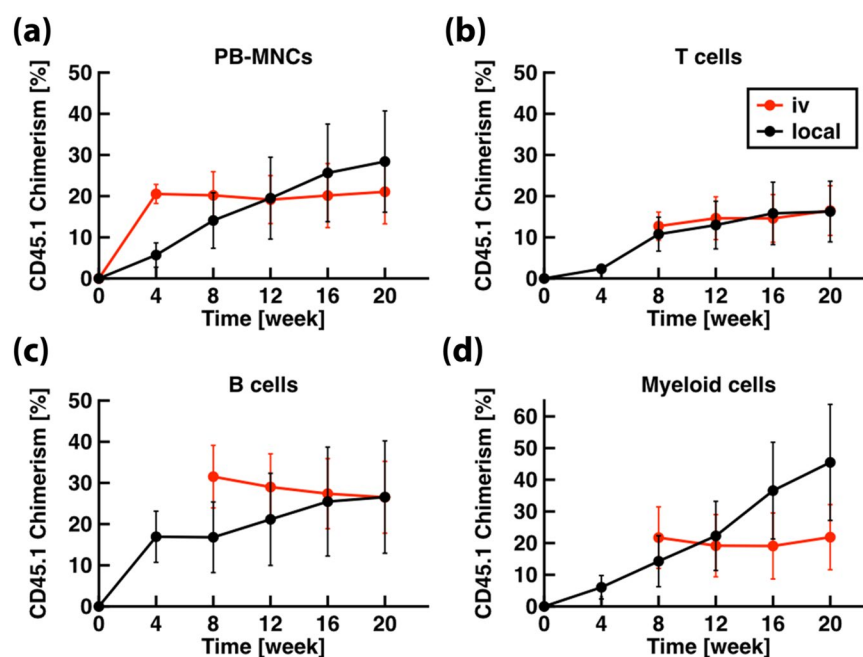 (a)
PB-MNCs
CD45.1 Chimerism [%]
50
40
30
20
10
0
0 4 8 12 16 20
Time [week]
(b)
T cells
CD45.1 Chimerism [%]
50
40
30
20
10
0
0 4 8 12 16 20
Time [week]
iv
local
(c)
B cells
CD45.1 Chimerism [%]
50
40
30
20
10
0
0 4 8 12 16 20
Time [week]
(d)
Myeloid cells
CD45.1 Chimerism [%]
60
50
40
30
20
10
0
0 4 8 12 16 20
Time [week]